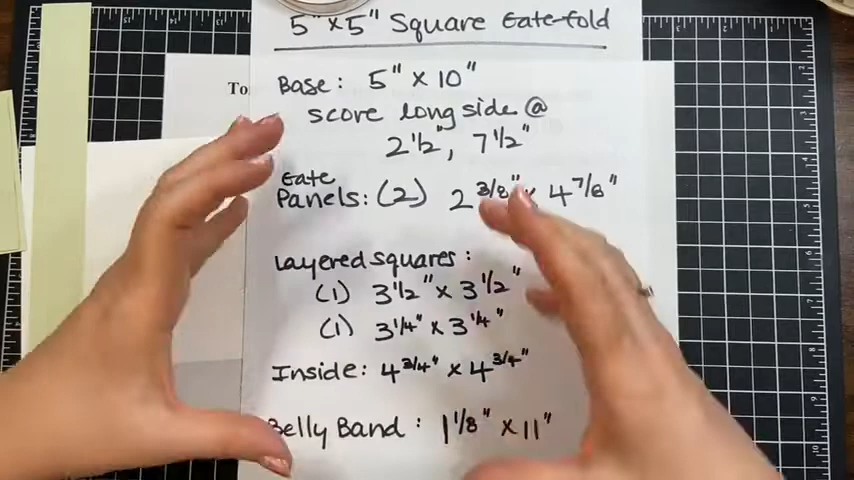 5" x 5" Square Gate-fold
Base: 5" x 10"
To
score long side @
2 1/2", 7 1/2"
Gate
Panels: (2) 2 3/8" x 4 7/8"
Layered squares:
(1) 3 1/2" x 3 1/2"
(1) 3 1/4" x 3 1/4"
Inside: 4 3/4" x 4 3/4"
Belly Band: 1 1/8" x 11"